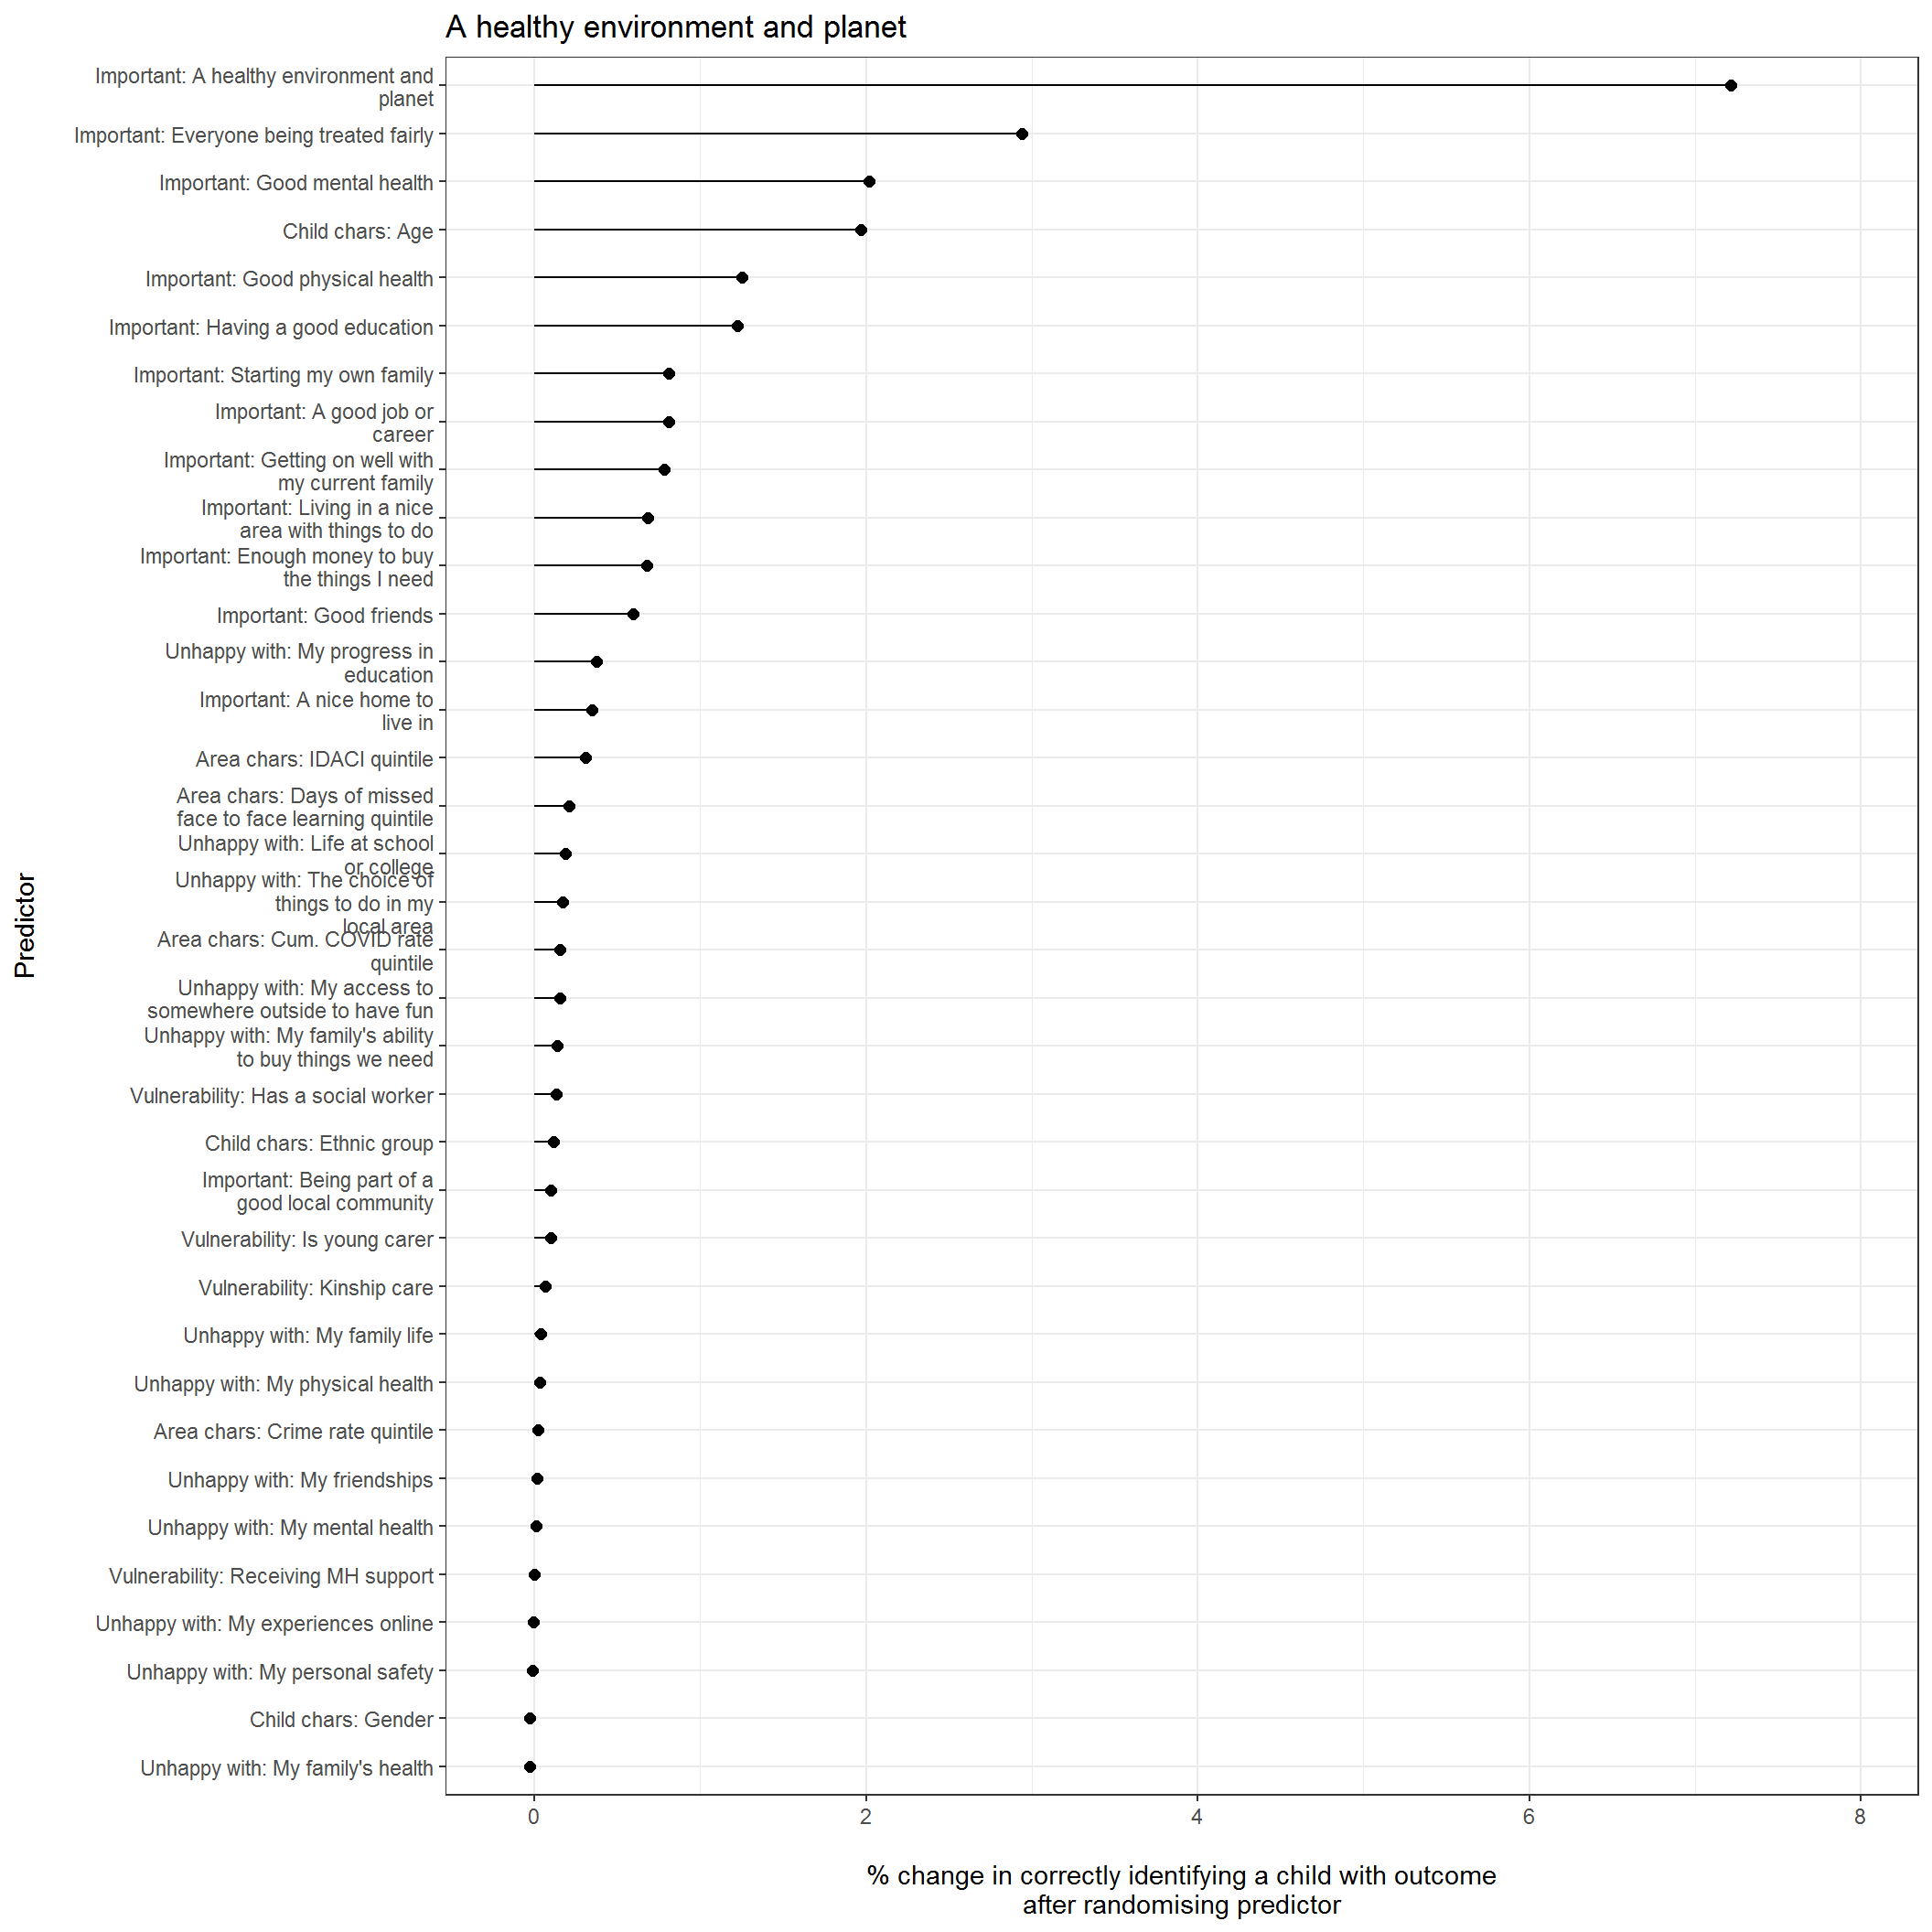 A healthy environment and planet
Important: A healthy environment and
planet
Important: Everyone being treated fairly
Important: Good mental health
Child chars: Age
Important: Good physical health
Important: Having a good education
Important: Starting my own family
Important: A good job or
career
Important: Getting on well with
my current family
Important: Living in a nice
area with things to do
Important: Enough money to buy
the things I need
Important: Good friends
Unhappy with: My progress in
education
Important: A nice home to
live in
Area chars: IDACI quintile
Area chars: Days of missed
face to face learning quintile
Unhappy with: Life at school
or college
Unhappy with: The choice of
things to do in my
local area
Area chars: Cum. COVID rate
quintile
Unhappy with: My access to
somewhere outside to have fun
Unhappy with: My family's ability
to buy things we need
Vulnerability: Has a social worker
Child chars: Ethnic group
Important: Being part of a
good local community
Vulnerability: Is young carer
Vulnerability: Kinship care
Unhappy with: My family life
Unhappy with: My physical health
Area chars: Crime rate quintile
Unhappy with: My friendships
Unhappy with: My mental health
Vulnerability: Receiving MH support
Unhappy with: My experiences online
Unhappy with: My personal safety
Child chars: Gender
Unhappy with: My family's health
Predictor
0 2 4 6 8
% change in correctly identifying a child with outcome
after randomising predictor